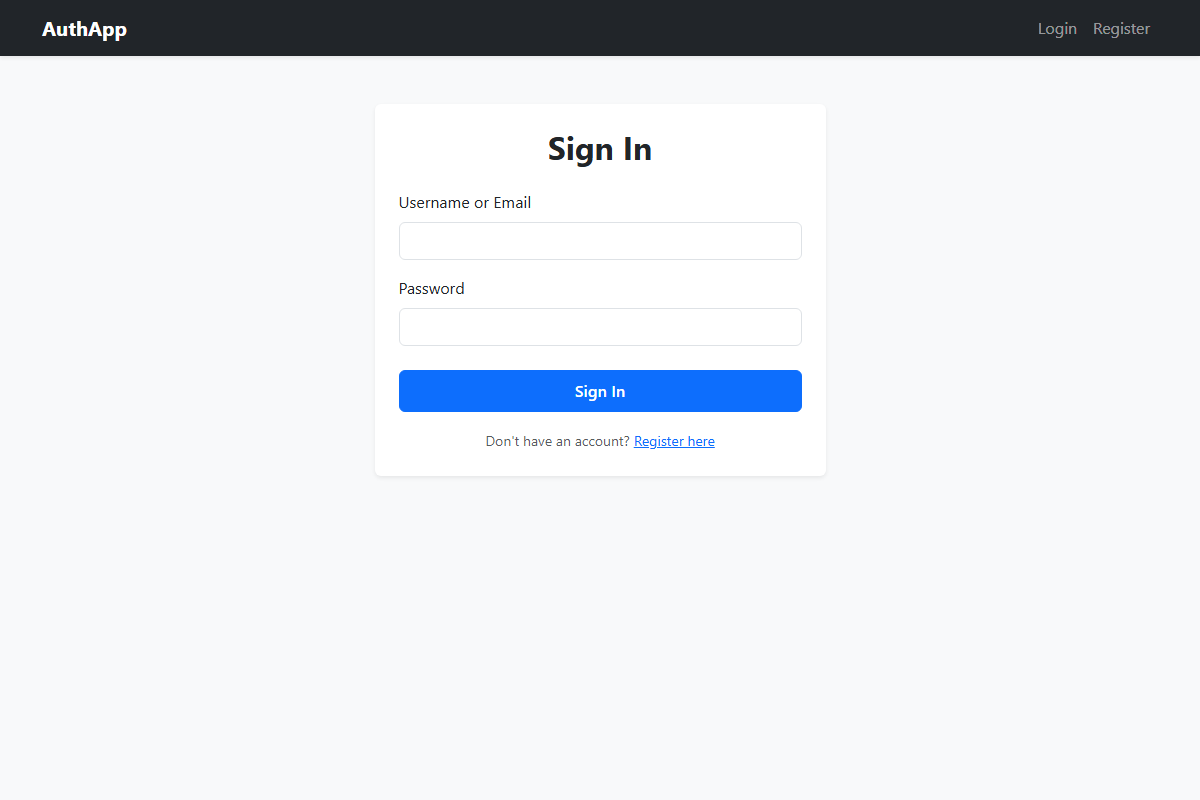 AuthApp
Login Register
Sign In
Username or Email
Password
Sign In
Don't have an account? Register here